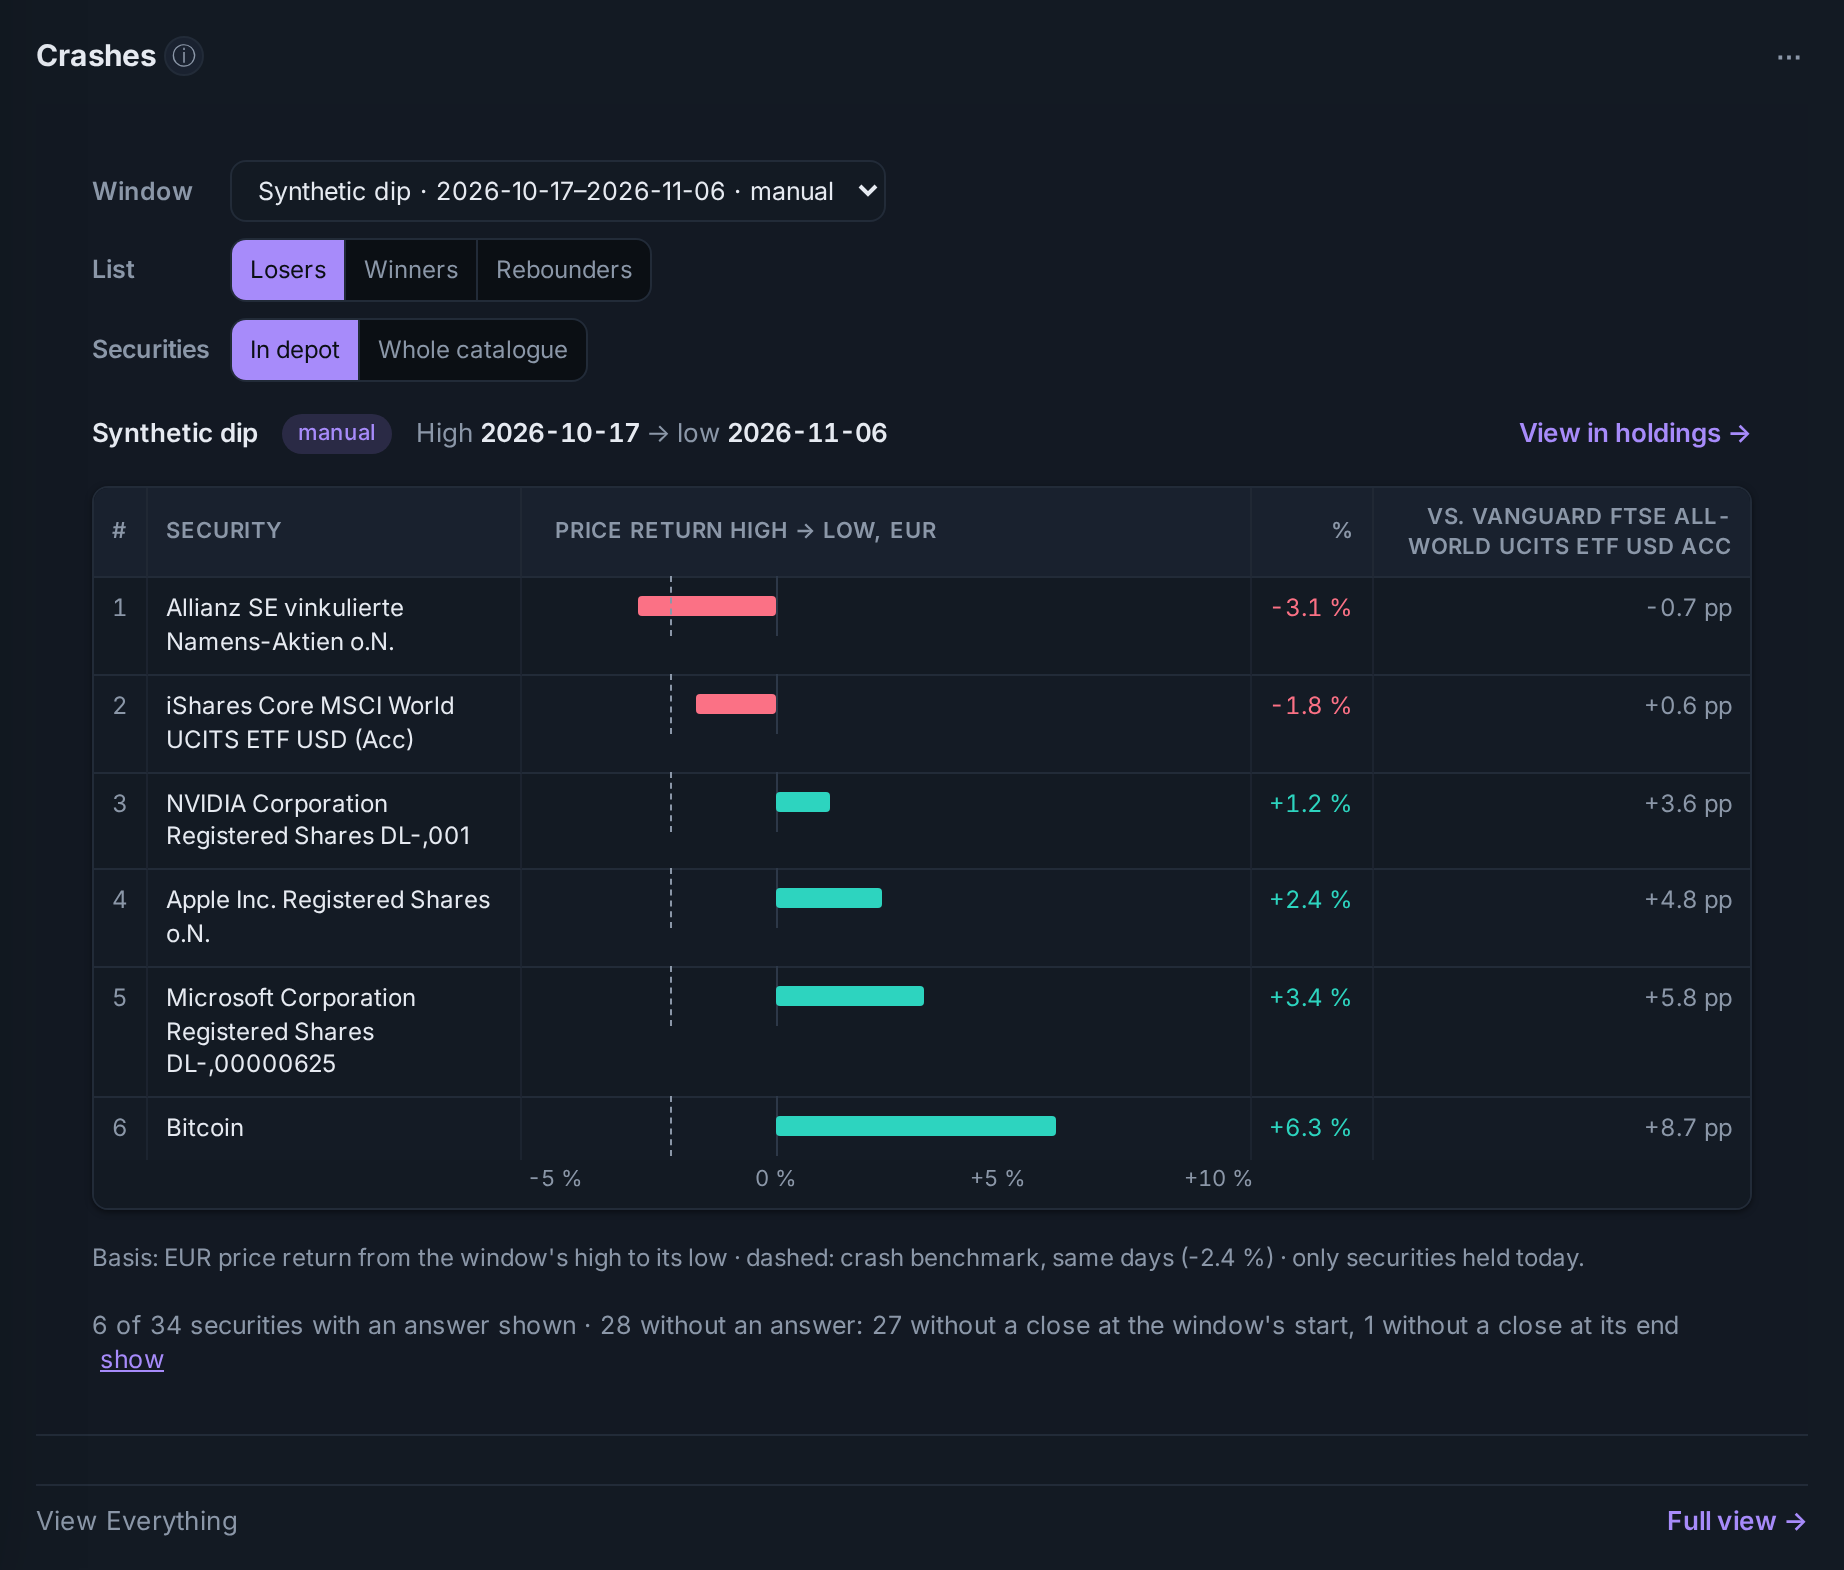 Crashes ⓘ ...
Window Synthetic dip · 2026-10-17–2026-11-06 · manual
List Losers Winners Rebounders
Securities In depot Whole catalogue
Synthetic dip manual High 2026-10-17 → low 2026-11-06 View in holdings →
# SECURITY PRICE RETURN HIGH → LOW, EUR % VS. VANGUARD FTSE ALL-
WORLD UCITS ETF USD ACC
1 Allianz SE vinkulierte -3.1 % -0.7 pp
Namens-Aktien o.N.
2 iShares Core MSCI World -1.8 % +0.6 pp
UCITS ETF USD (Acc)
3 NVIDIA Corporation +1.2 % +3.6 pp
Registered Shares DL-,001
4 Apple Inc. Registered Shares +2.4 % +4.8 pp
o.N.
5 Microsoft Corporation +3.4 % +5.8 pp
Registered Shares
DL-,00000625
6 Bitcoin +6.3 % +8.7 pp
-5 % 0 % +5 % +10 %
Basis: EUR price return from the window's high to its low · dashed: crash benchmark, same days (-2.4 %) · only securities held today.
6 of 34 securities with an answer shown · 28 without an answer: 27 without a close at the window's start, 1 without a close at its end
show
View Everything Full view →